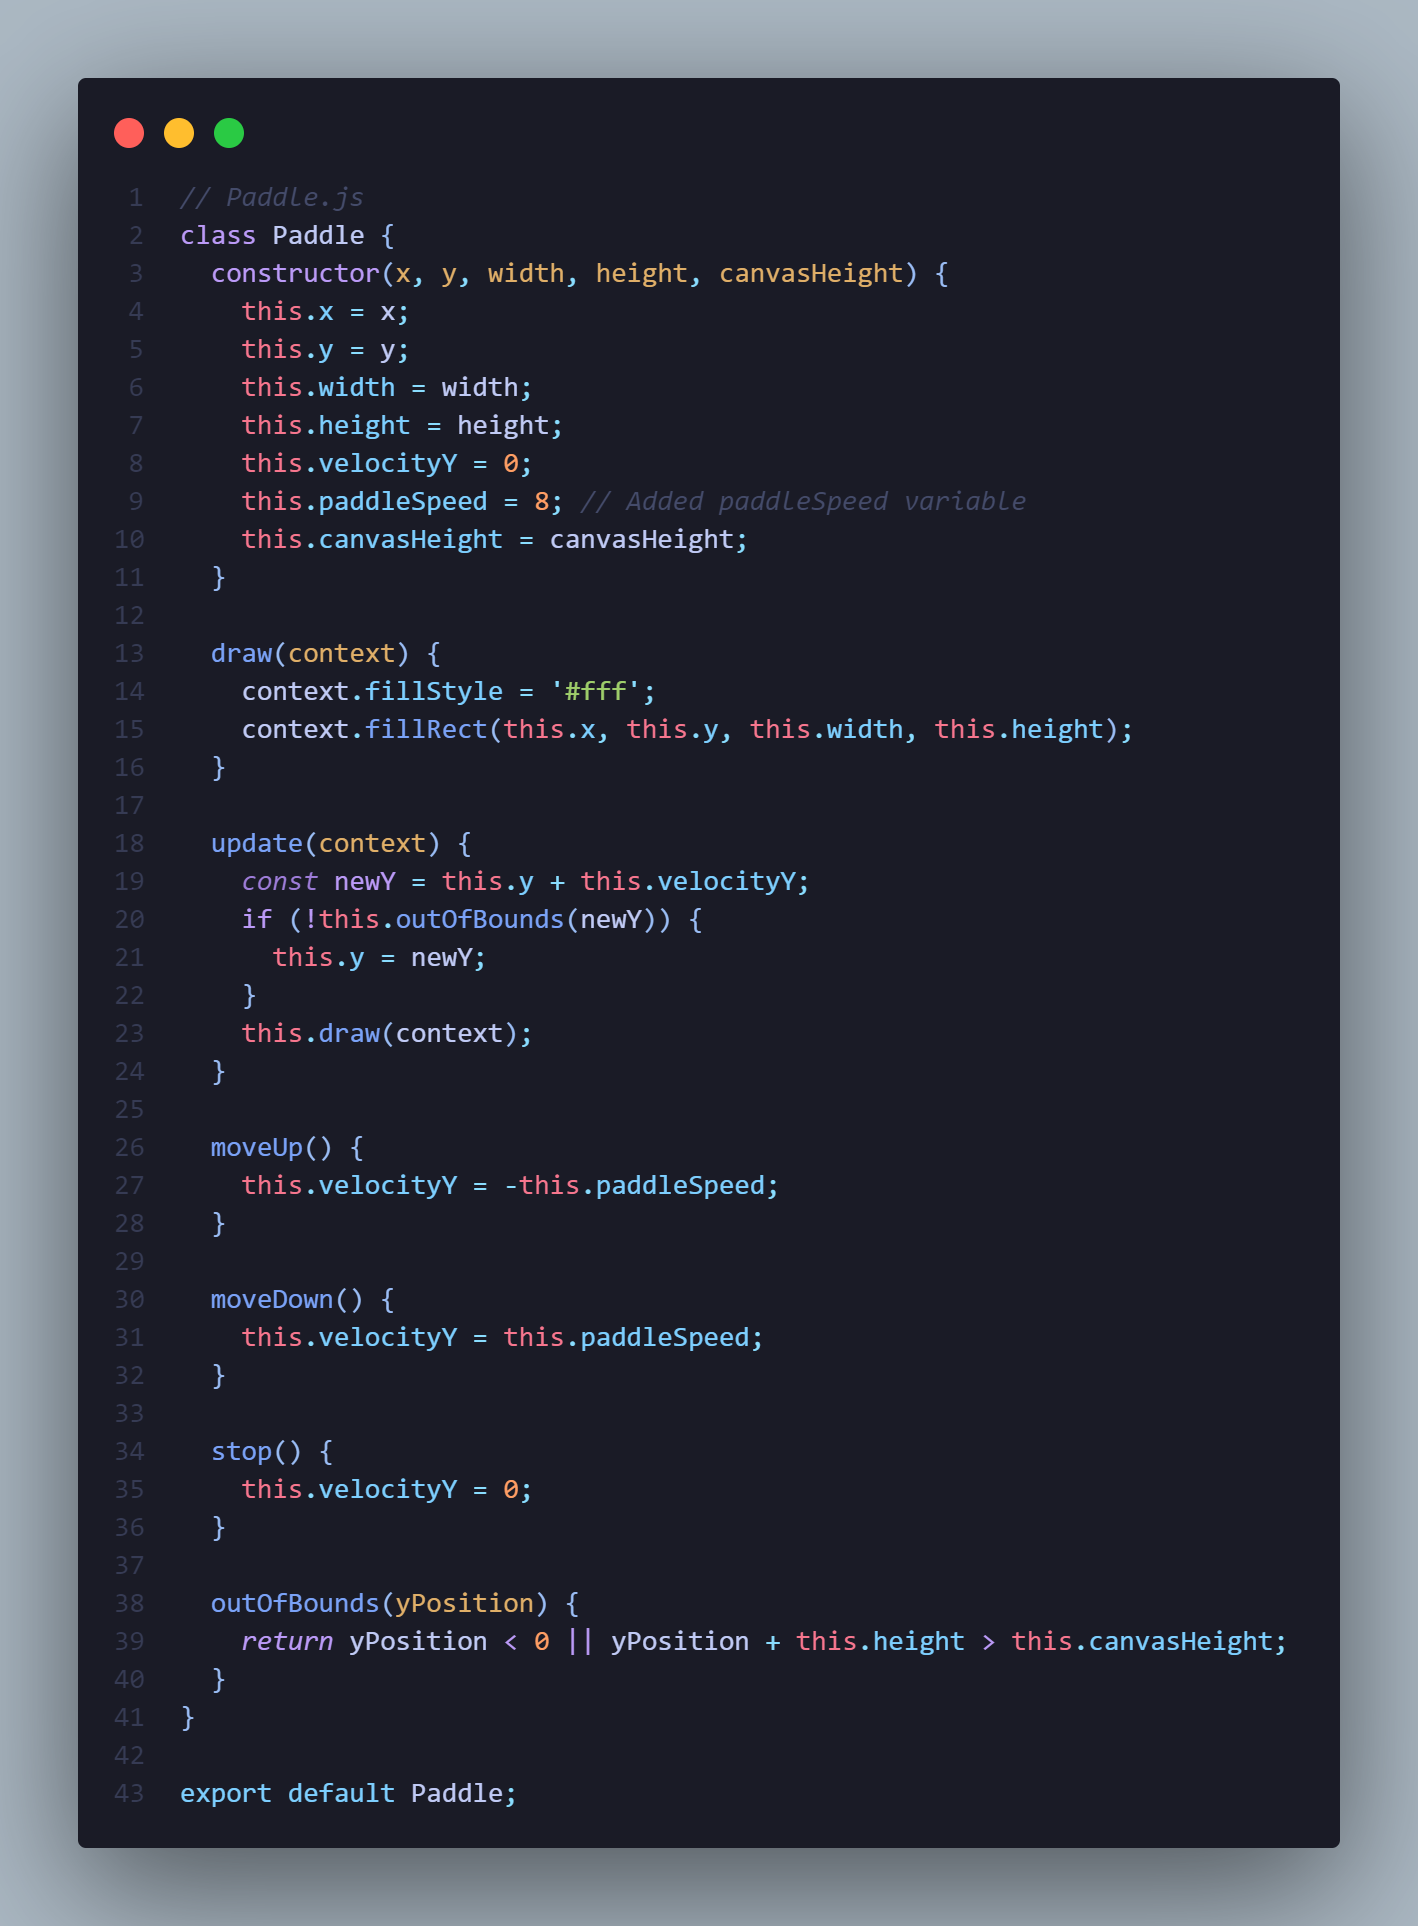 1 // Paddle.js
2 class Paddle {
3   constructor(x, y, width, height, canvasHeight) {
4     this.x = x;
5     this.y = y;
6     this.width = width;
7     this.height = height;
8     this.velocityY = 0;
9     this.paddleSpeed = 8; // Added paddleSpeed variable
10     this.canvasHeight = canvasHeight;
11   }
12
13   draw(context) {
14     context.fillStyle = '#fff';
15     context.fillRect(this.x, this.y, this.width, this.height);
16   }
17
18   update(context) {
19     const newY = this.y + this.velocityY;
20     if (!this.outOfBounds(newY)) {
21       this.y = newY;
22     }
23     this.draw(context);
24   }
25
26   moveUp() {
27     this.velocityY = -this.paddleSpeed;
28   }
29
30   moveDown() {
31     this.velocityY = this.paddleSpeed;
32   }
33
34   stop() {
35     this.velocityY = 0;
36   }
37
38   outOfBounds(yPosition) {
39     return yPosition < 0 || yPosition + this.height > this.canvasHeight;
40   }
41 }
42
43 export default Paddle;